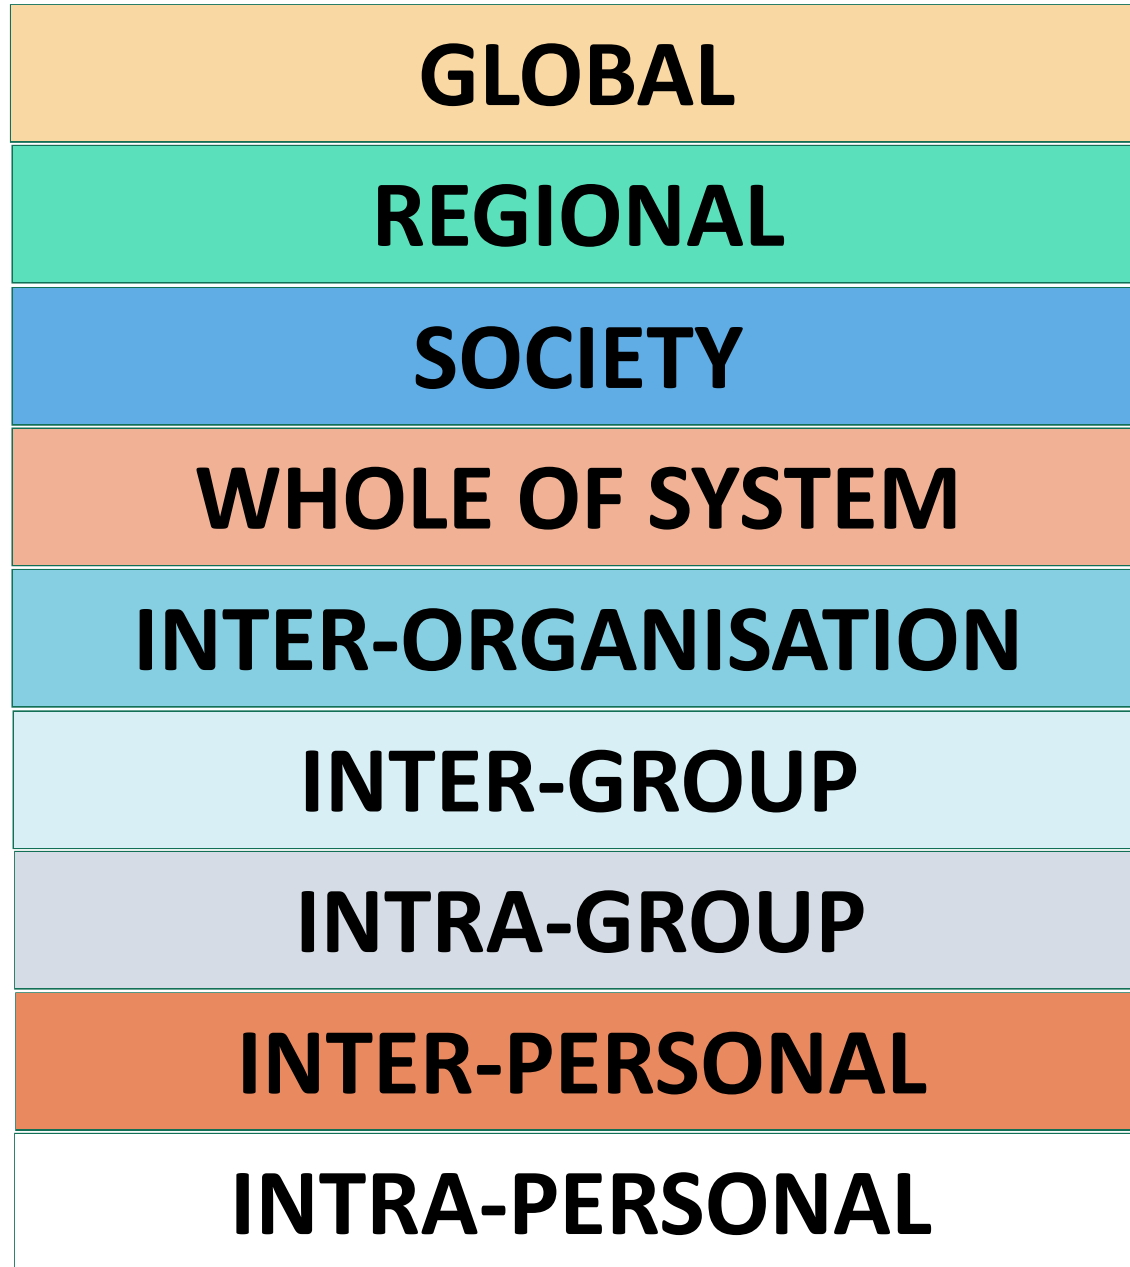 GLOBAL
REGIONAL
SOCIETY
WHOLE OF SYSTEM
INTER-ORGANISATION
INTER-GROUP
INTRA-GROUP
INTER-PERSONAL
INTRA-PERSONAL